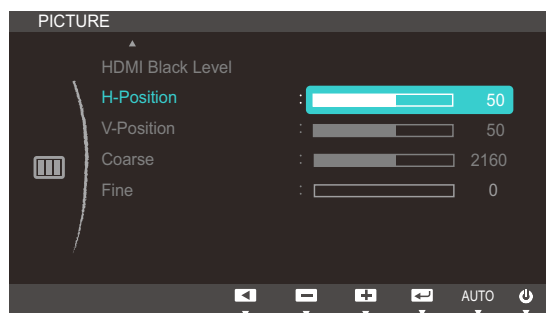 PICTURE
HDMI Black Level
H-Position : 50
V-Position : 50
Coarse : 2160
Fine : 0
AUTO